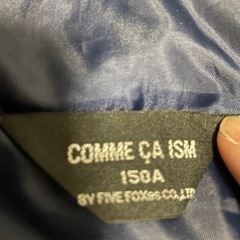 COMME ÇA ISM
150A
BY FIVE FOXes CO.,LTD